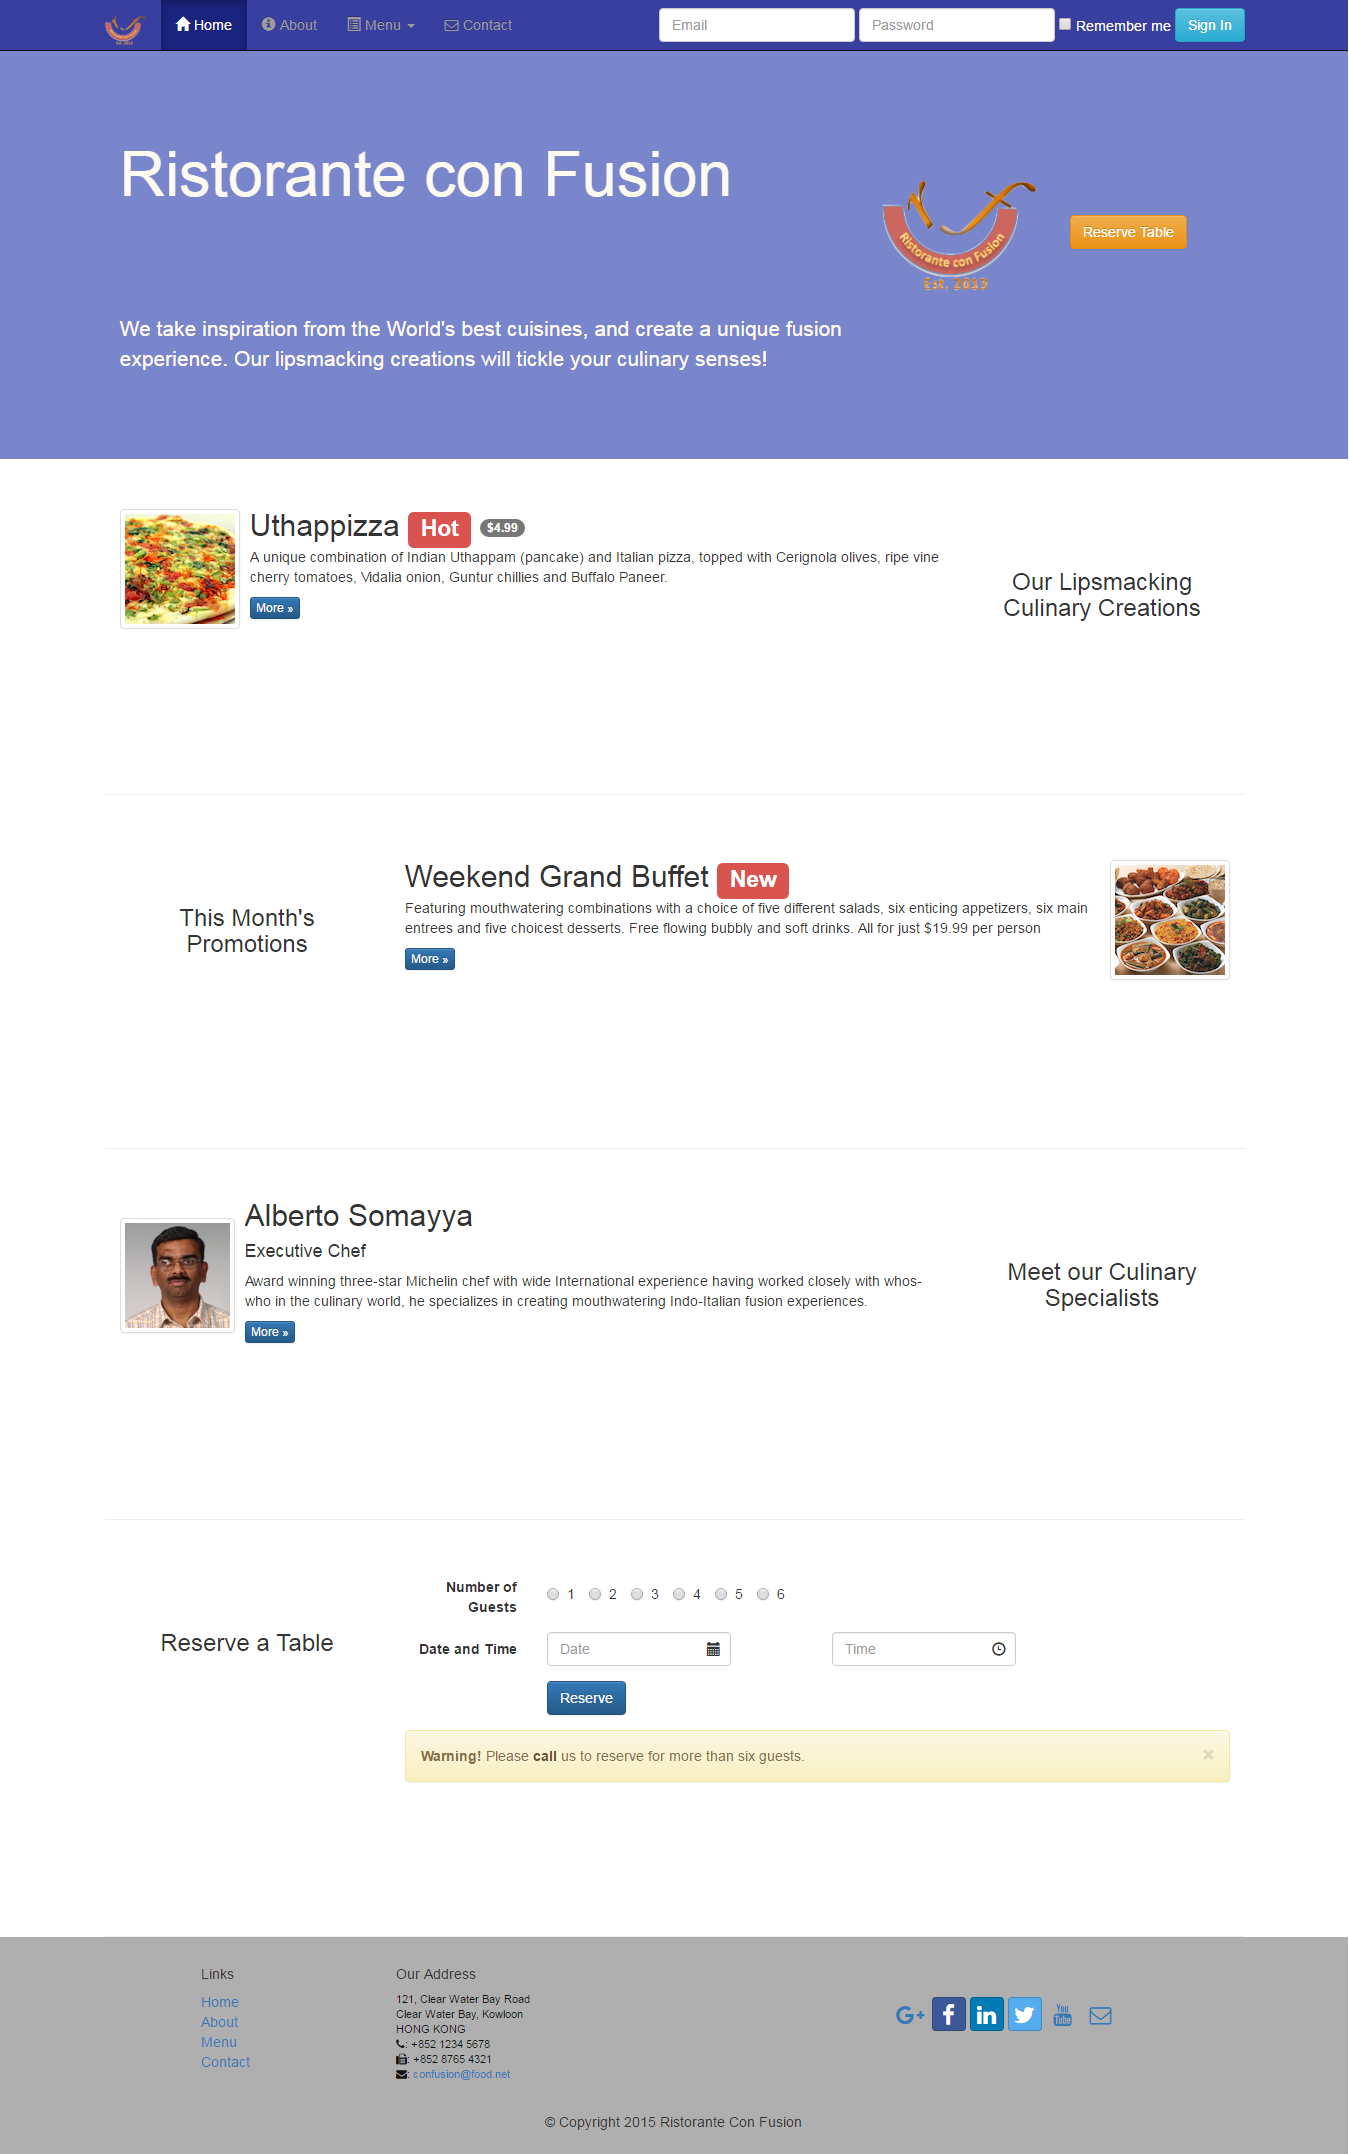 Home About Menu Contact Email Password Remember me Sign In
Ristorante con Fusion
Ristorante con Fusion
Est. 2013
Reserve Table
We take inspiration from the World's best cuisines, and create a unique fusion
experience. Our lipsmacking creations will tickle your culinary senses!
Uthappizza Hot $4.99
A unique combination of Indian Uthappam (pancake) and Italian pizza, topped with Cerignola olives, ripe vine
cherry tomatoes, Vidalia onion, Guntur chillies and Buffalo Paneer.
More »
Our Lipsmacking
Culinary Creations
This Month's
Promotions
Weekend Grand Buffet New
Featuring mouthwatering combinations with a choice of five different salads, six enticing appetizers, six main
entrees and five choicest desserts. Free flowing bubbly and soft drinks. All for just $19.99 per person
More »
Alberto Somayya
Executive Chef
Award winning three-star Michelin chef with wide International experience having worked closely with whos-
who in the culinary world, he specializes in creating mouthwatering Indo-Italian fusion experiences.
More »
Meet our Culinary
Specialists
Reserve a Table
Number of
Guests
1 2 3 4 5 6
Date and Time Date Time
Reserve
Warning! Please call us to reserve for more than six guests. ×
Links
Home
About
Menu
Contact
Our Address
121, Clear Water Bay Road
Clear Water Bay, Kowloon
HONG KONG
: +852 1234 5678
: +852 8765 4321
: confusion@food.net
G+ f in You Tube
© Copyright 2015 Ristorante Con Fusion